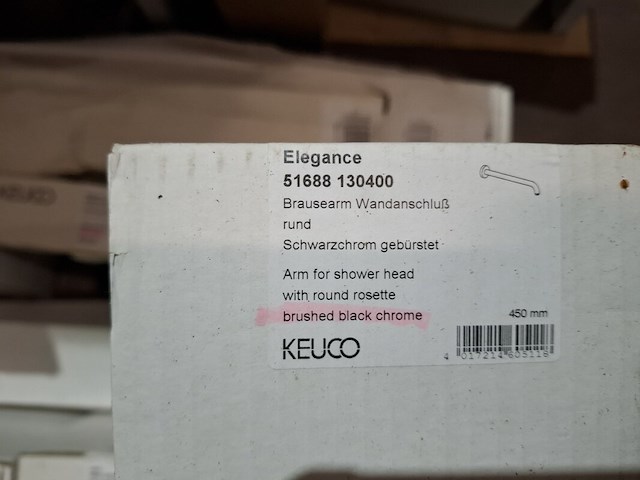 Elegance
51688 130400
Brausearm Wandanschluß
rund
Schwarzchrom gebürstet
Arm for shower head
with round rosette
brushed black chrome
450 mm
KEUCO
KEUCO